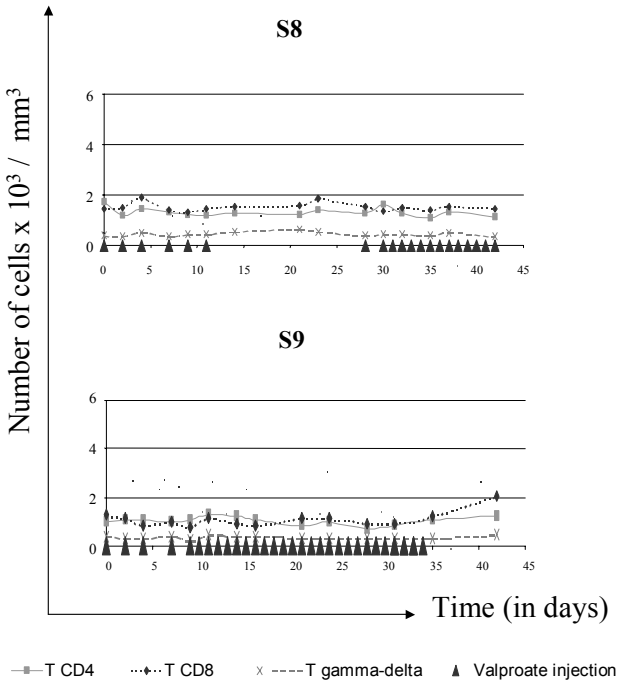 S8
6
4
2
0
0 5 10 15 20 25 30 35 40 45
Number of cells x 10³ / mm³
S9
6
4
2
0
0 5 10 15 20 25 30 35 40 45
Time (in days)
T CD4 T CD8 T gamma-delta Valproate injection